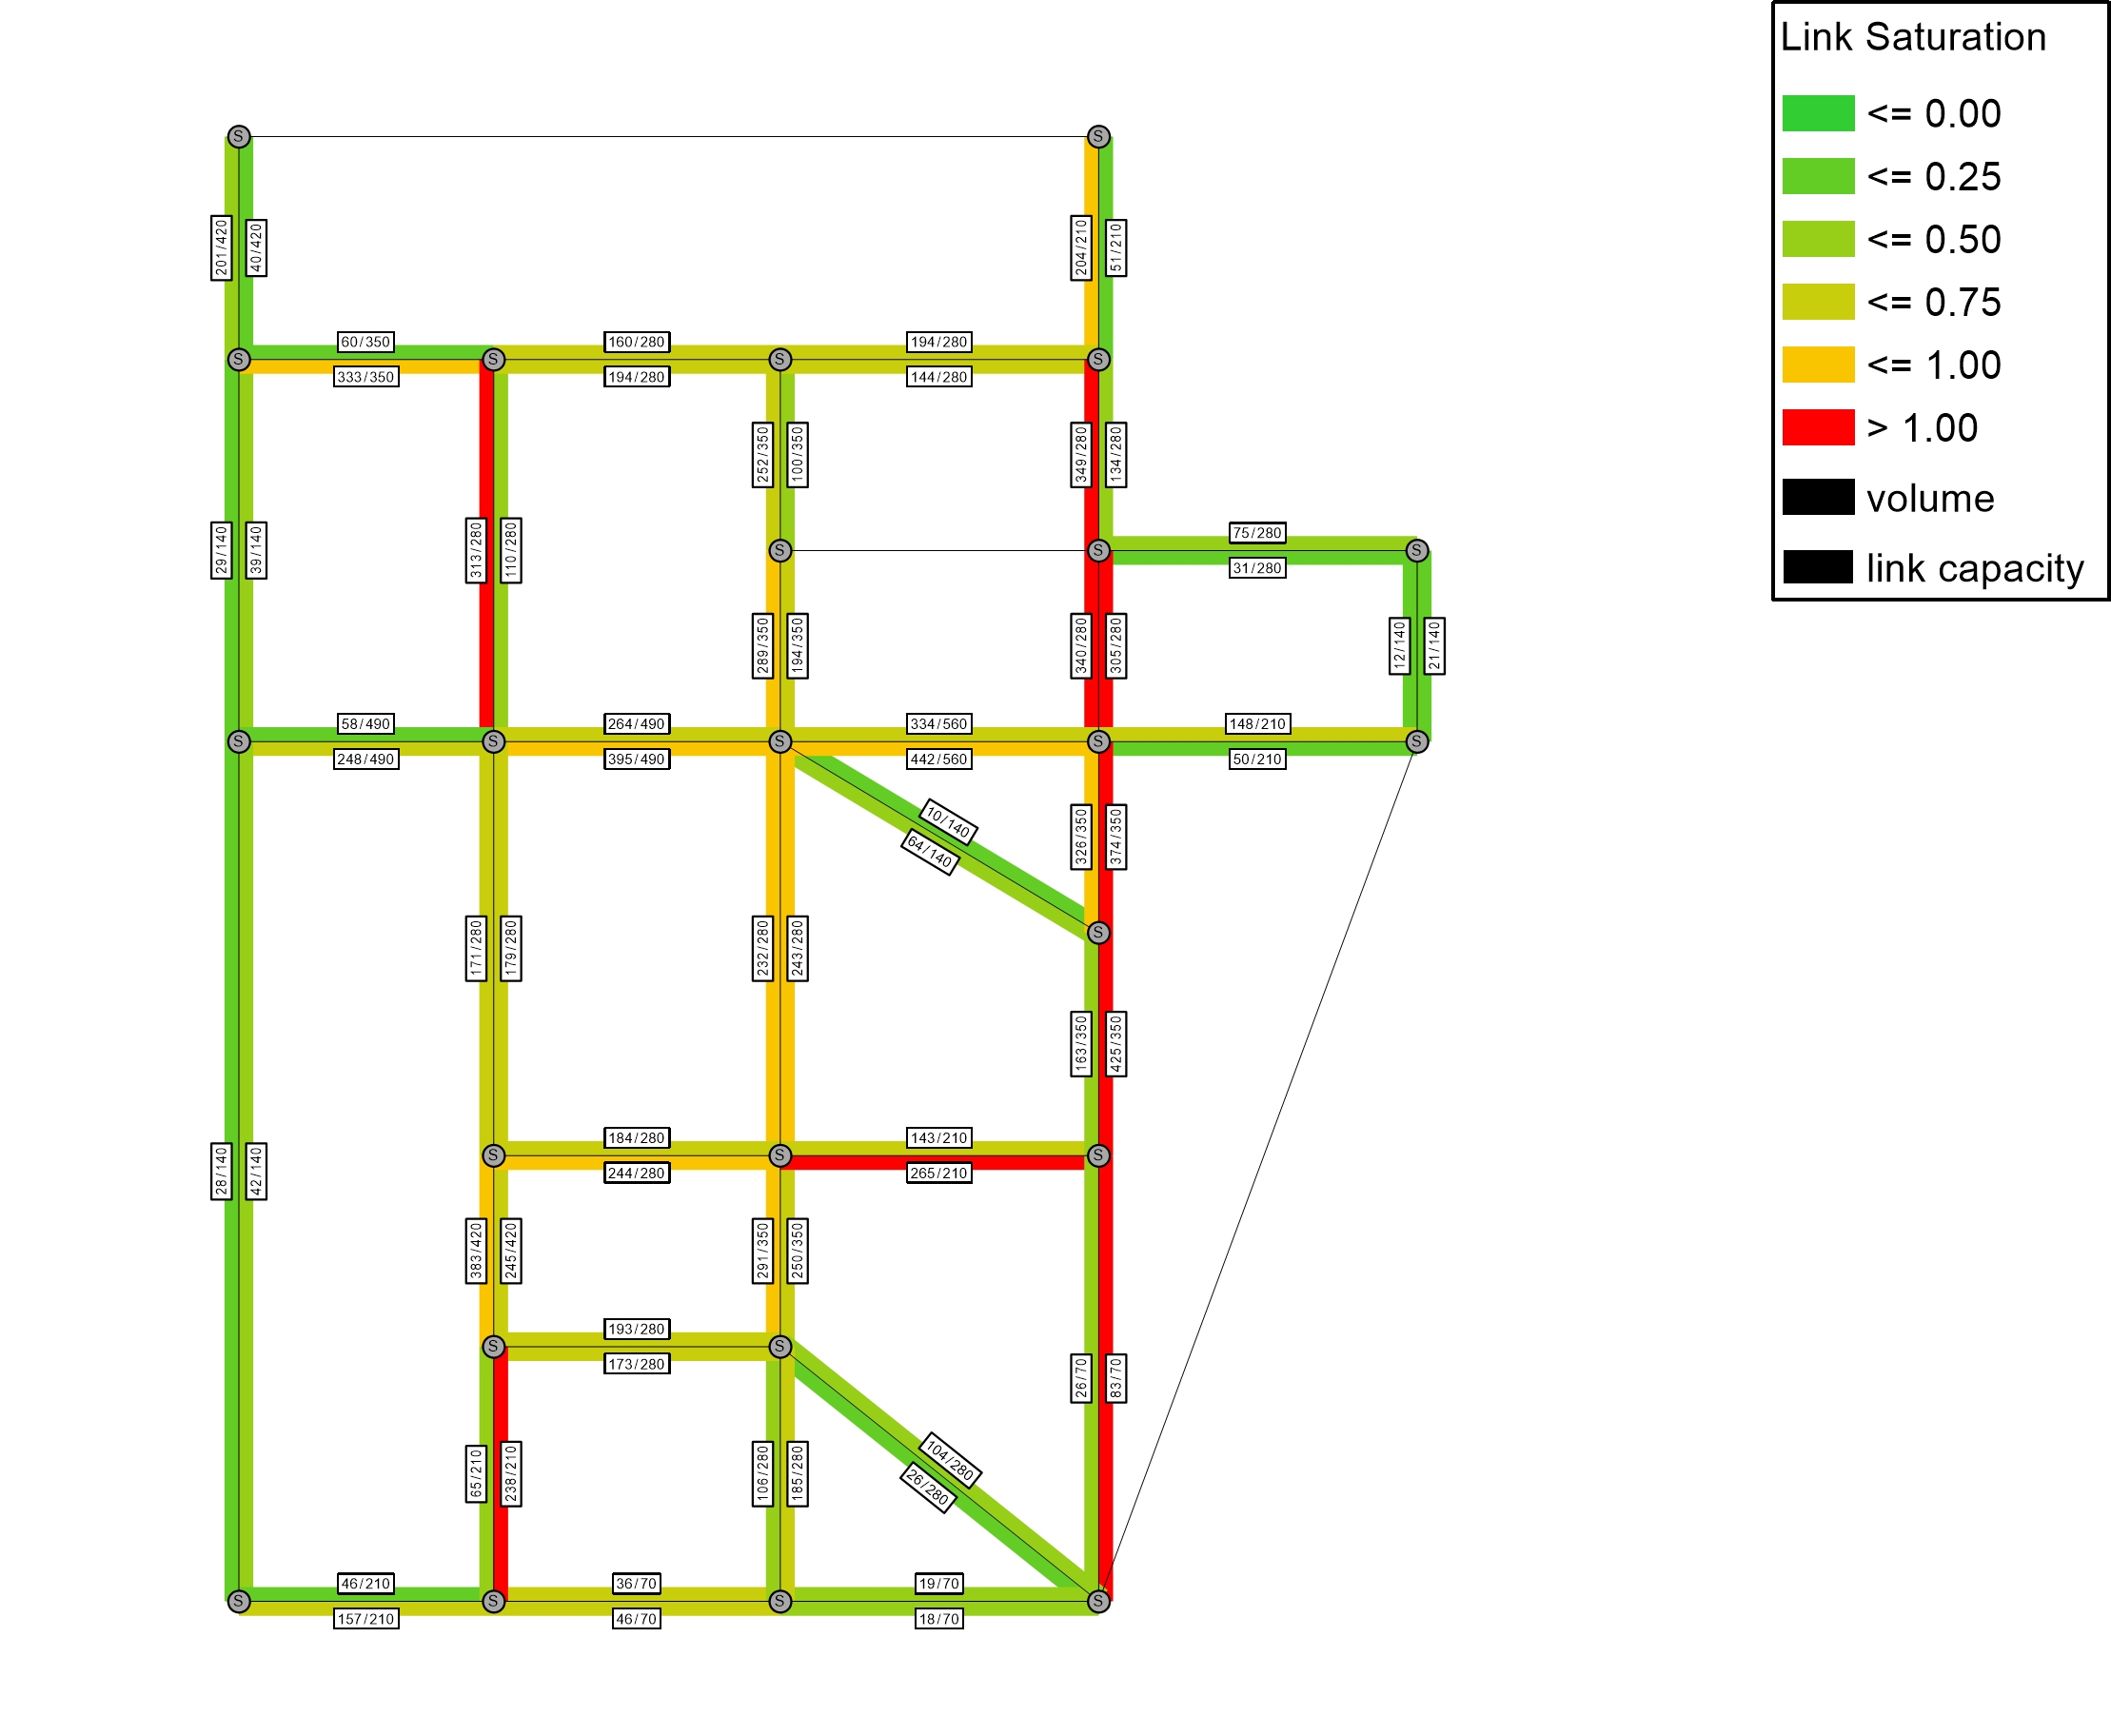 Link Saturation
<= 0.00
<= 0.25
<= 0.50
<= 0.75
<= 1.00
> 1.00
volume
link capacity
S
S
201/420
40/420
204/210
51/210
60/350
160/280
194/280
S
S
S
S
333/350
194/280
144/280
252/350
100/350
349/280
134/280
29/140
39/140
313/280
110/280
75/280
S
S
S
31/280
289/350
194/350
340/280
305/280
12/140
21/140
58/490
264/490
334/560
148/210
S
S
S
S
S
248/490
395/490
442/560
50/210
10/140
64/140
326/350
374/350
S
171/280
179/280
232/280
243/280
163/350
425/350
184/280
143/210
S
S
S
28/140
42/140
244/280
265/210
383/420
245/420
291/350
250/350
193/280
S
S
173/280
26/70
83/70
65/210
238/210
106/280
185/280
104/280
26/280
46/210
36/70
19/70
S
S
S
S
157/210
46/70
18/70